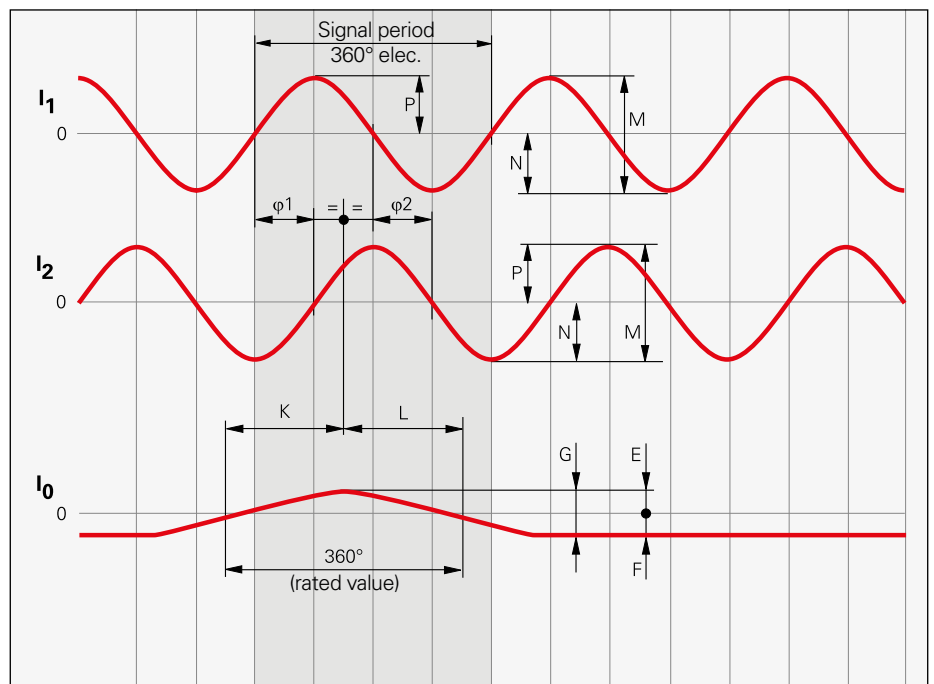 Signal period
360° elec.
I1
P
M
0
N
φ1
= =
φ2
I2
P
0
N
M
K
L
G
E
I0
0
360°
(rated value)
F